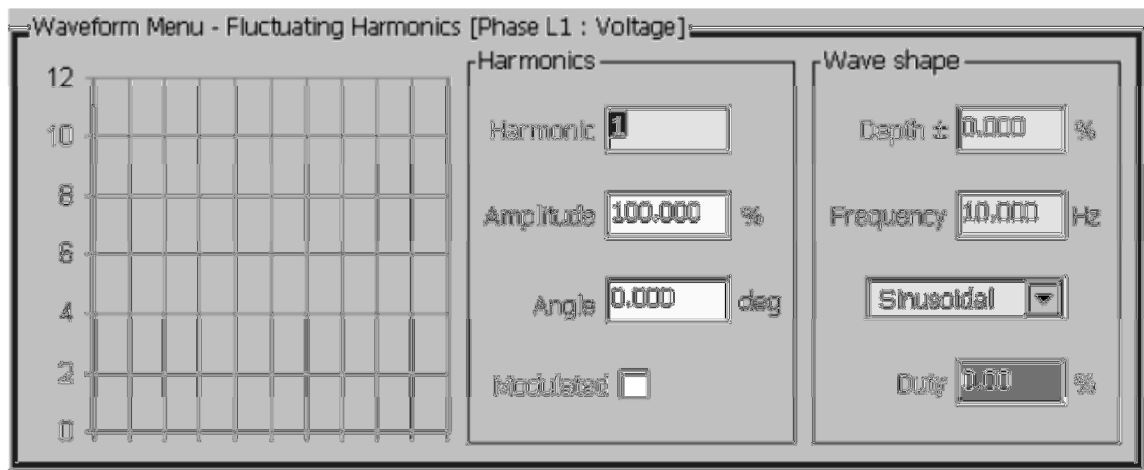 Waveform Menu - Fluctuating Harmonics [Phase L1 : Voltage]
12
10
8
6
4
2
0
Harmonics
Harmonic 1
Amplitude 100.000 %
Angle 0.000 deg
Modulated
Wave shape
Depth ± 0.000 %
Frequency 10.000 Hz
Sinusoidal
Duty 0.00 %